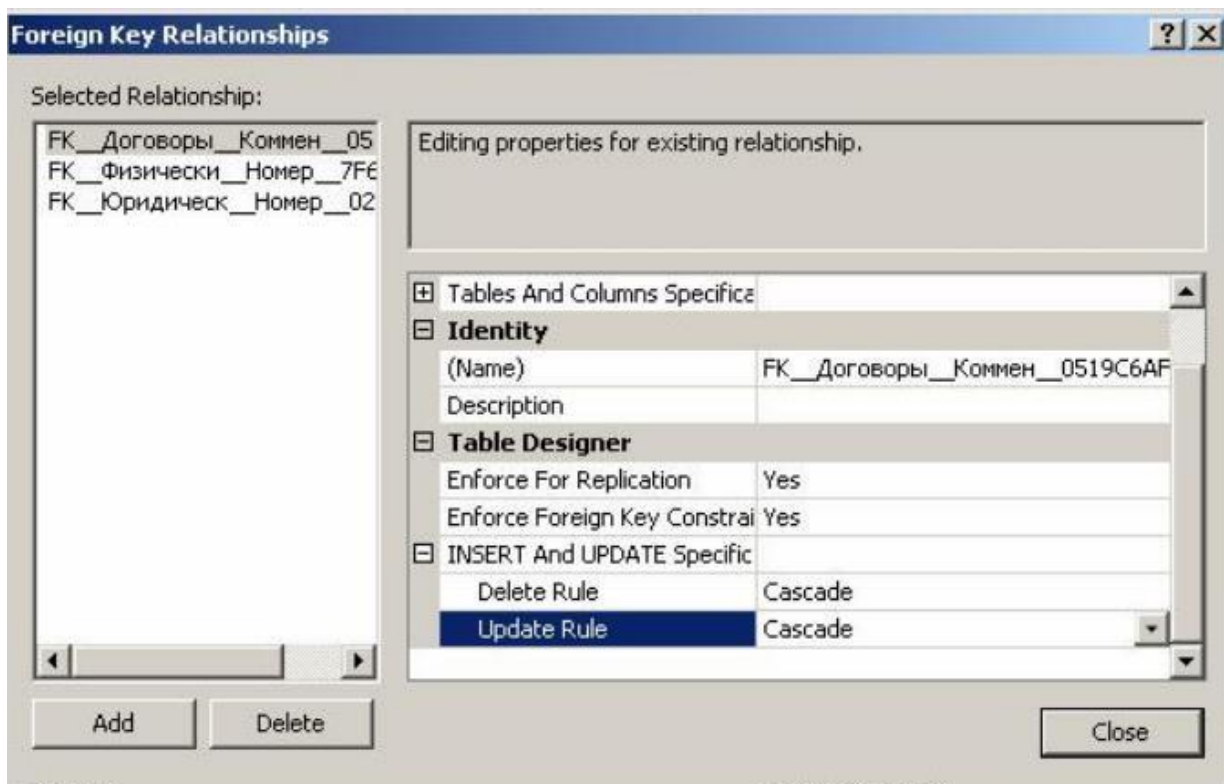 Foreign Key Relationships
Selected Relationship:
FK__Договоры__Коммен__05
FK__Физически__Номер__7F6
FK__Юридическ__Номер__02
Editing properties for existing relationship.
Tables And Columns Specifica
Identity
(Name) FK__Договоры__Коммен__0519C6AF
Description
Table Designer
Enforce For Replication Yes
Enforce Foreign Key Constrai Yes
INSERT And UPDATE Specific
Delete Rule Cascade
Update Rule Cascade
Add Delete
Close